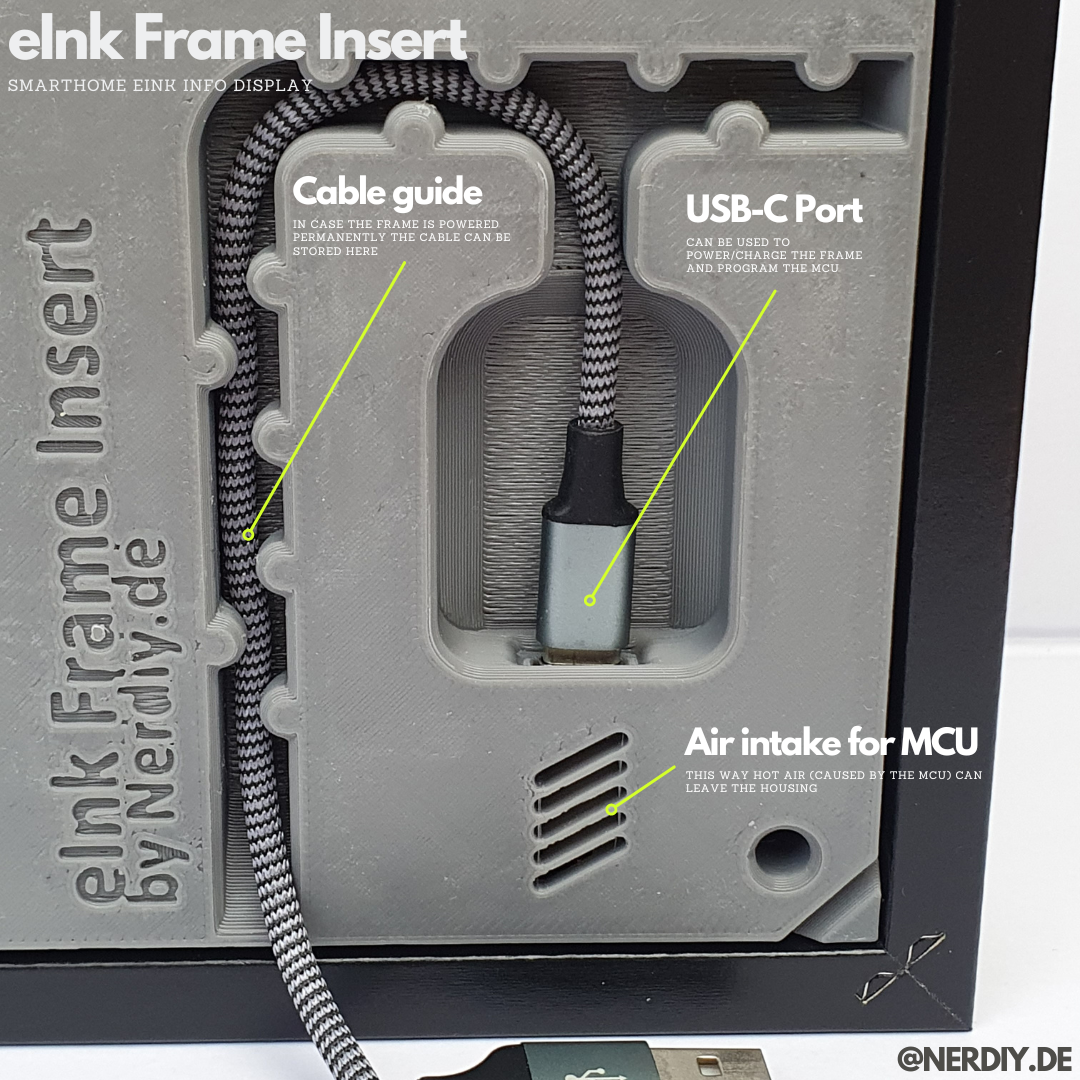 eInk Frame Insert
SMARTHOME EINK INFO DISPLAY
Cable guide
IN CASE THE FRAME IS POWERED
PERMANENTLY THE CABLE CAN BE
STORED HERE
USB-C Port
CAN BE USED TO
POWER/CHARGE THE FRAME
AND PROGRAM THE MCU
eInk Frame Insert
by Nerdiy.de
Air intake for MCU
THIS WAY HOT AIR (CAUSED BY THE MCU) CAN
LEAVE THE HOUSING
@NERDIY.DE